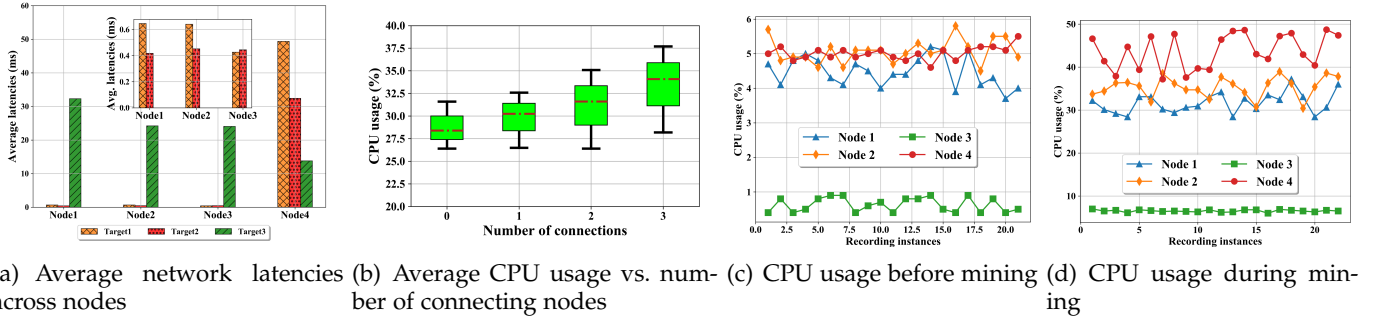 60
50
40
30
20
10
0
Average latencies (ms)
0.6
0.4
0.2
0.0
Avg. latencies (ms)
Node1 Node2 Node3
Node1 Node2 Node3 Node4
Target1 Target2 Target3
a) Average network latencies
across nodes
40.0
37.5
35.0
32.5
30.0
27.5
25.0
22.5
20.0
CPU usage (%)
0 1 2 3
Number of connections
(b) Average CPU usage vs. num-
ber of connecting nodes
6
5
4
3
2
1
CPU usage (%)
Node 1 Node 3
Node 2 Node 4
0.0 2.5 5.0 7.5 10.0 12.5 15.0 17.5 20.0
Recording instances
(c) CPU usage before mining
50
40
30
20
10
CPU usage (%)
Node 1 Node 3
Node 2 Node 4
0 5 10 15 20
Recording instances
(d) CPU usage during min-
ing